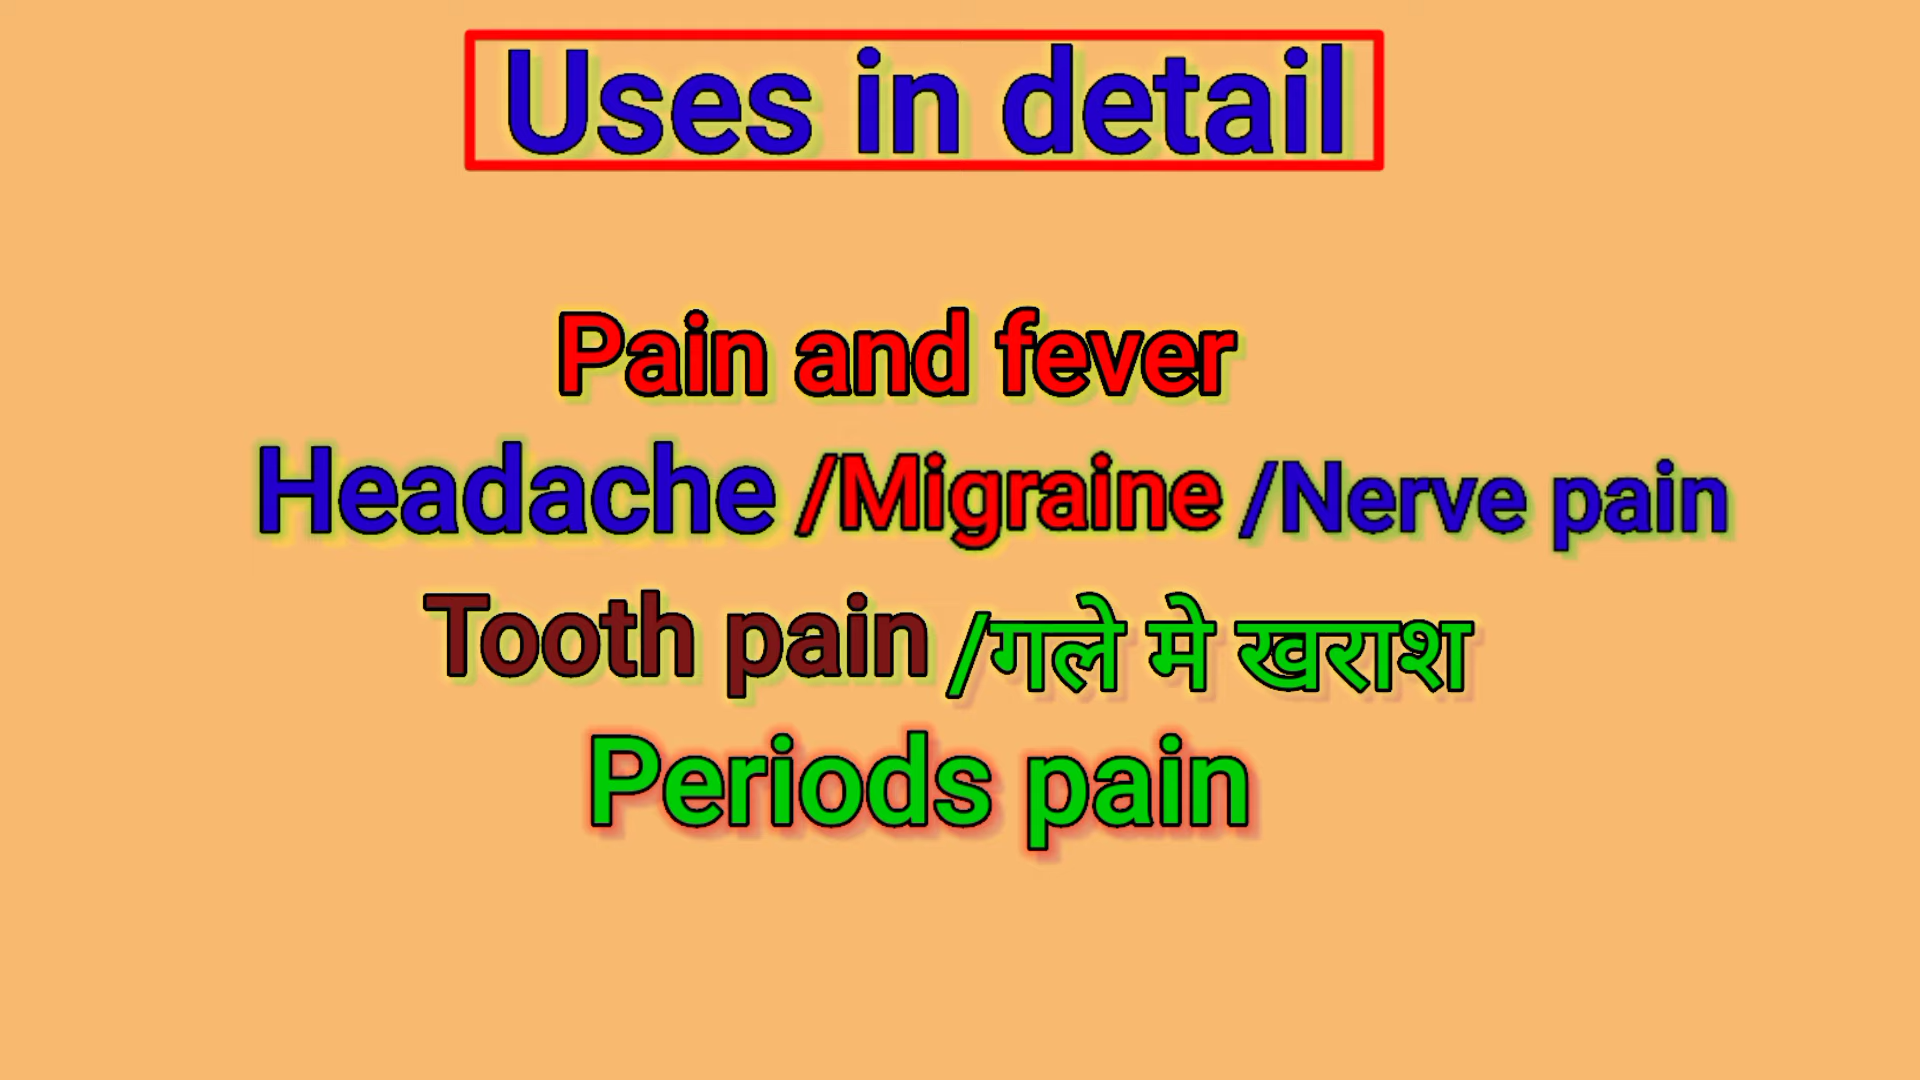 Uses in detail
Pain and fever
Headache /Migraine /Nerve pain
Tooth pain /गले मे खराश
Periods pain